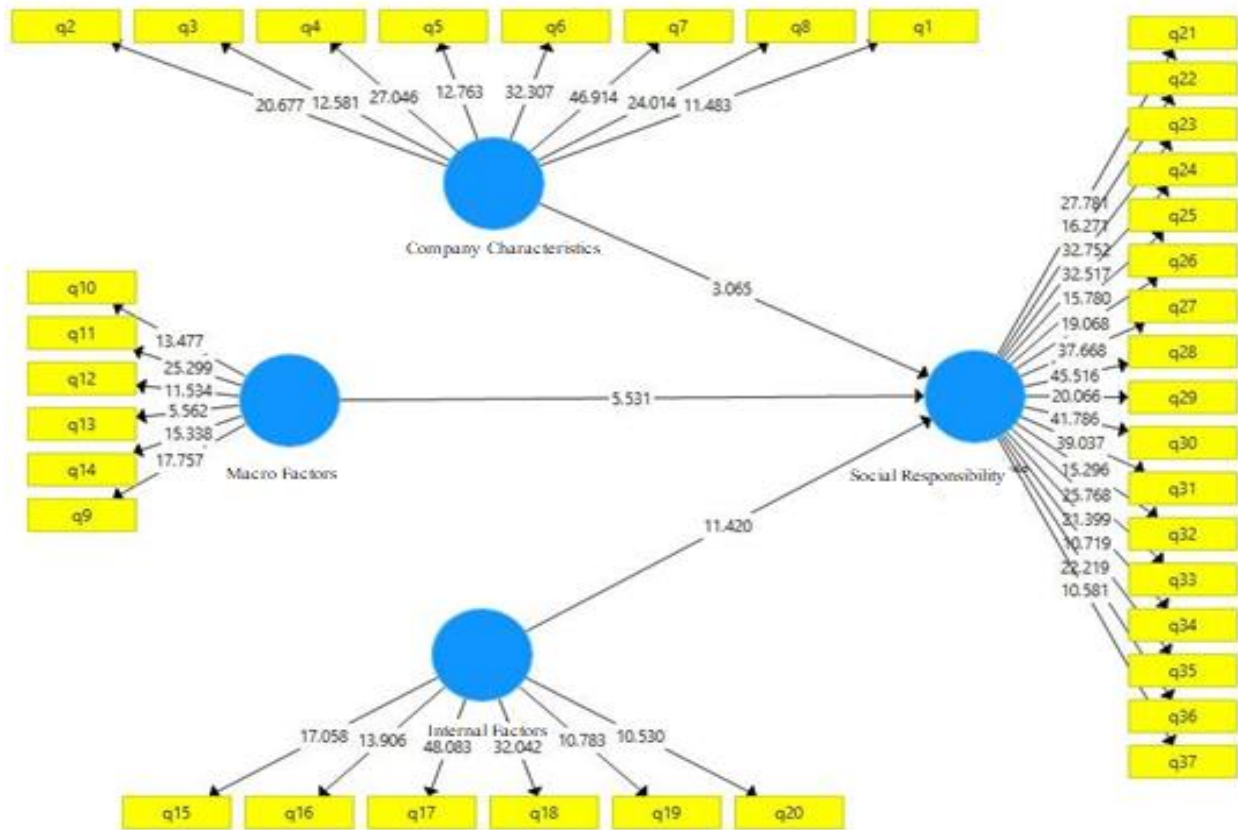 q2 q3 q4 q5 q6 q7 q8 q1
20.677 12.581 27.046 12.763 32.307 46.914 24.014 11.483
Company Characteristics
3.065
q10
q11
q12
q13
q14
q9
13.477
25.299
11.534
5.562
15.338
17.757
Macro Factors
5.531
q21
q22
q23
q24
q25
q26
q27
q28
q29
q30
q31
q32
q33
q34
q35
q36
q37
27.781
16.271
32.752
32.517
15.780
19.068
37.668
45.516
20.066
41.786
39.037
15.296
25.768
21.399
10.719
22.219
10.581
Social Responsibility
11.420
Internal Factors
17.058 13.906 48.083 32.042 10.783 10.530
q15 q16 q17 q18 q19 q20